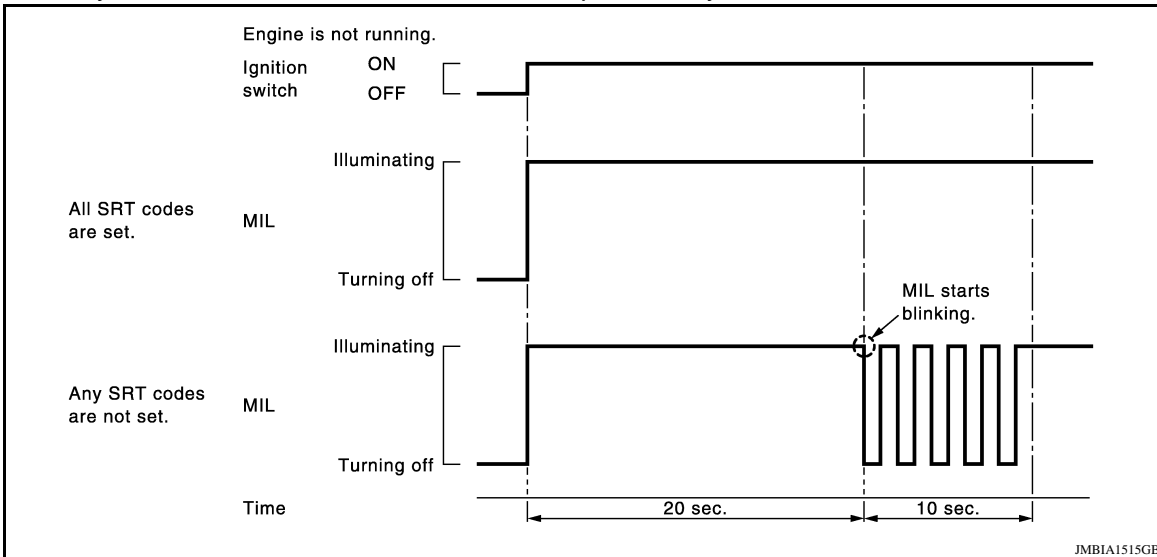 Engine is not running.
Ignition
switch
ON
OFF
Illuminating
All SRT codes
are set.
MIL
Turning off
MIL starts
blinking.
Illuminating
Any SRT codes
are not set.
MIL
Turning off
Time
20 sec.
10 sec.